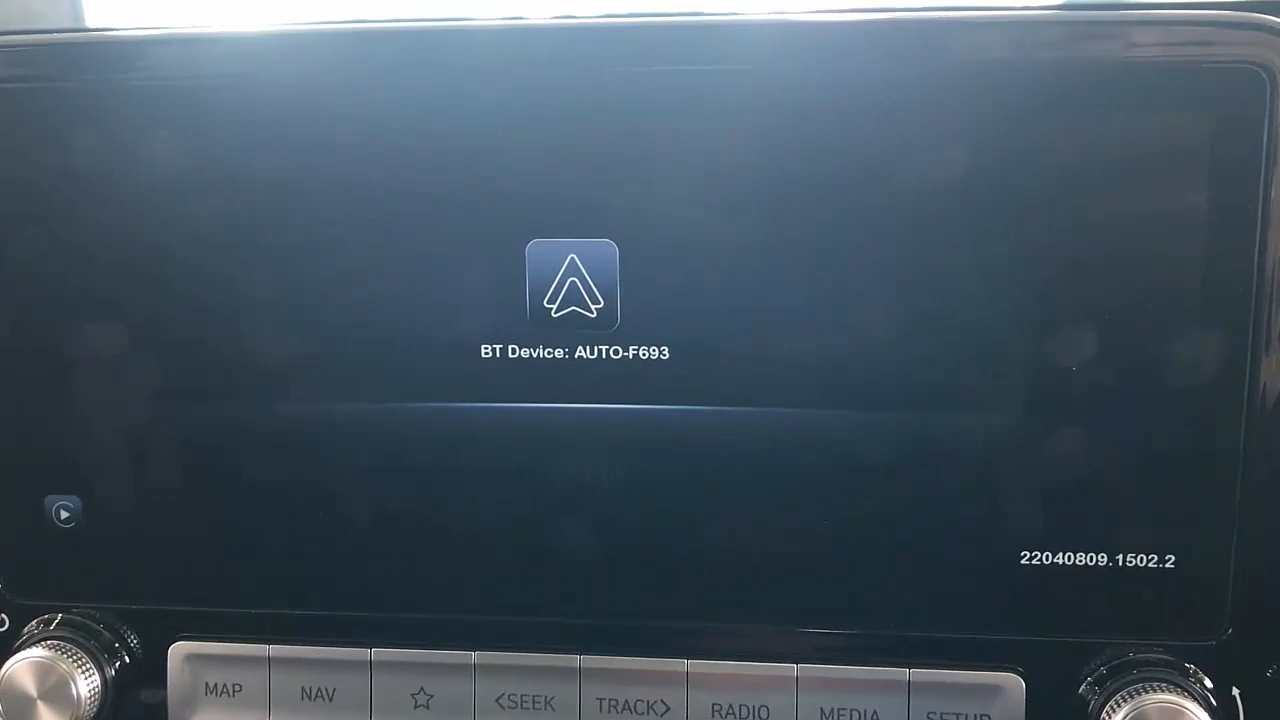 BT Device: AUTO-F693
22040809.1502.2
MAP
NAV
<SEEK
TRACK>
RADIO
MEDIA
SETUP